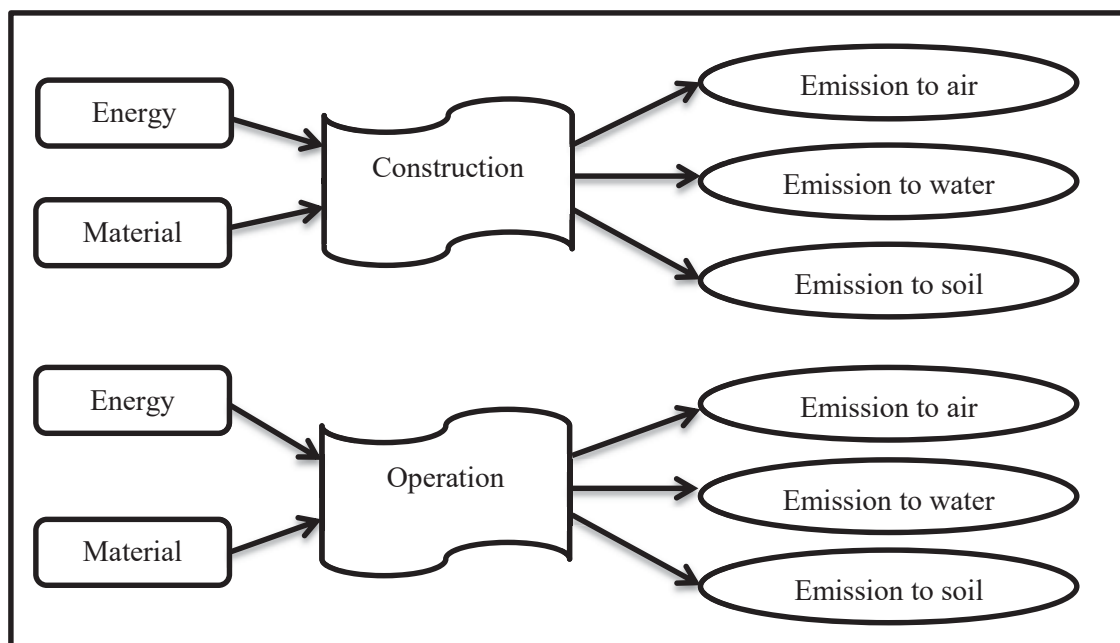 Energy
Material
Construction
Emission to air
Emission to water
Emission to soil
Energy
Material
Operation
Emission to air
Emission to water
Emission to soil